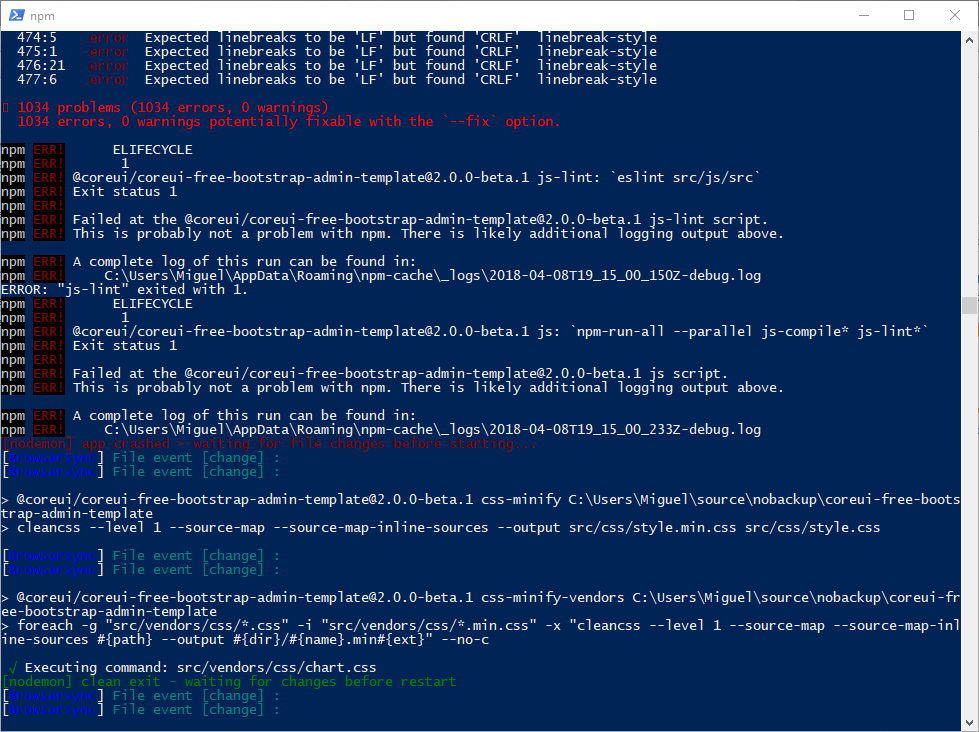 npm
474:5 error Expected linebreaks to be 'LF' but found 'CRLF' linebreak-style
475:1 error Expected linebreaks to be 'LF' but found 'CRLF' linebreak-style
476:21 error Expected linebreaks to be 'LF' but found 'CRLF' linebreak-style
477:6 error Expected linebreaks to be 'LF' but found 'CRLF' linebreak-style
1034 problems (1034 errors, 0 warnings)
1034 errors, 0 warnings potentially fixable with the `--fix` option.
npm ERR! ELIFECYCLE
npm ERR! 1
npm ERR! @coreui/coreui-free-bootstrap-admin-template@2.0.0-beta.1 js-lint: `eslint src/js/src`
npm ERR! Exit status 1
npm ERR!
npm ERR! Failed at the @coreui/coreui-free-bootstrap-admin-template@2.0.0-beta.1 js-lint script.
npm ERR! This is probably not a problem with npm. There is likely additional logging output above.
npm ERR! A complete log of this run can be found in:
npm ERR! C:\Users\Miguel\AppData\Roaming\npm-cache\_logs\2018-04-08T19_15_00_150Z-debug.log
ERROR: "js-lint" exited with 1.
npm ERR! ELIFECYCLE
npm ERR! 1
npm ERR! @coreui/coreui-free-bootstrap-admin-template@2.0.0-beta.1 js: `npm-run-all --parallel js-compile* js-lint*`
npm ERR! Exit status 1
npm ERR!
npm ERR! Failed at the @coreui/coreui-free-bootstrap-admin-template@2.0.0-beta.1 js script.
npm ERR! This is probably not a problem with npm. There is likely additional logging output above.
npm ERR! A complete log of this run can be found in:
npm ERR! C:\Users\Miguel\AppData\Roaming\npm-cache\_logs\2018-04-08T19_15_00_233Z-debug.log
[nodemon] app crashed - waiting for file changes before starting...
[Browsersync] File event [change] :
[Browsersync] File event [change] :
> @coreui/coreui-free-bootstrap-admin-template@2.0.0-beta.1 css-minify C:\Users\Miguel\source\nobackup\coreui-free-boots
trap-admin-template
> cleancss --level 1 --source-map --source-map-inline-sources --output src/css/style.min.css src/css/style.css
[Browsersync] File event [change] :
[Browsersync] File event [change] :
> @coreui/coreui-free-bootstrap-admin-template@2.0.0-beta.1 css-minify-vendors C:\Users\Miguel\source\nobackup\coreui-fr
ee-bootstrap-admin-template
> foreach -g "src/vendors/css/*.css" -i "src/vendors/css/*.min.css" -x "cleancss --level 1 --source-map --source-map-inl
ine-sources #{path} --output #{dir}/#{name}.min#{ext}" --no-c
√ Executing command: src/vendors/css/chart.css
[nodemon] clean exit - waiting for changes before restart
[Browsersync] File event [change] :
[Browsersync] File event [change] :